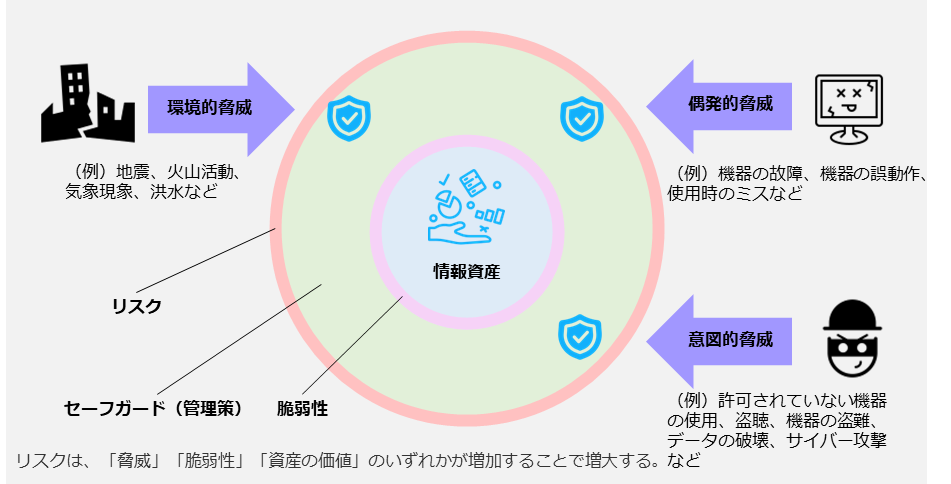 環境的脅威
(例)地震、火山活動、
気象現象、洪水など
偶発的脅威
(例)機器の故障、機器の誤動作、
使用時のミスなど
情報資産
リスク
意図的脅威
(例)許可されていない機器
の使用、盗聴、機器の盗難、
データの破壊、サイバー攻撃
など
セーフガード(管理策)
脆弱性
リスクは、「脅威」「脆弱性」「資産の価値」のいずれかが増加することで増大する。